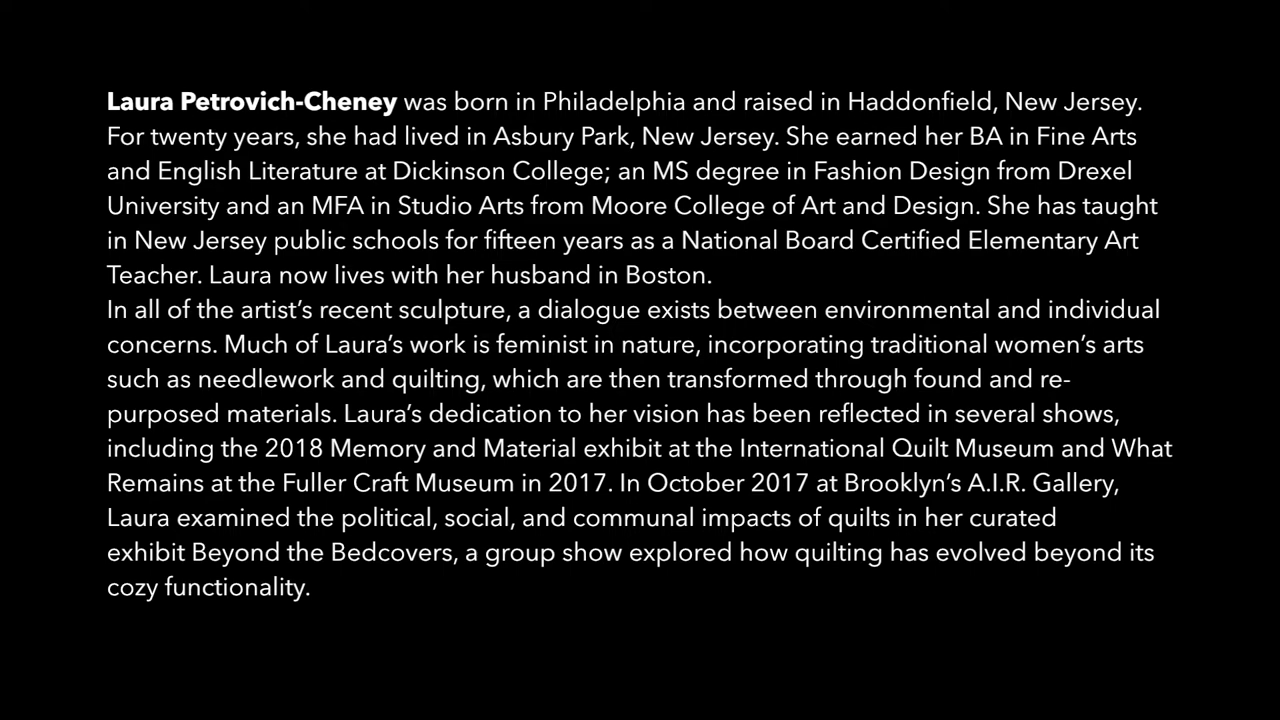 Laura Petrovich-Cheney was born in Philadelphia and raised in Haddonfield, New Jersey.
For twenty years, she had lived in Asbury Park, New Jersey. She earned her BA in Fine Arts
and English Literature at Dickinson College; an MS degree in Fashion Design from Drexel
University and an MFA in Studio Arts from Moore College of Art and Design. She has taught
in New Jersey public schools for fifteen years as a National Board Certified Elementary Art
Teacher. Laura now lives with her husband in Boston.
In all of the artist’s recent sculpture, a dialogue exists between environmental and individual
concerns. Much of Laura’s work is feminist in nature, incorporating traditional women’s arts
such as needlework and quilting, which are then transformed through found and re-
purposed materials. Laura’s dedication to her vision has been reflected in several shows,
including the 2018 Memory and Material exhibit at the International Quilt Museum and What
Remains at the Fuller Craft Museum in 2017. In October 2017 at Brooklyn’s A.I.R. Gallery,
Laura examined the political, social, and communal impacts of quilts in her curated
exhibit Beyond the Bedcovers, a group show explored how quilting has evolved beyond its
cozy functionality.